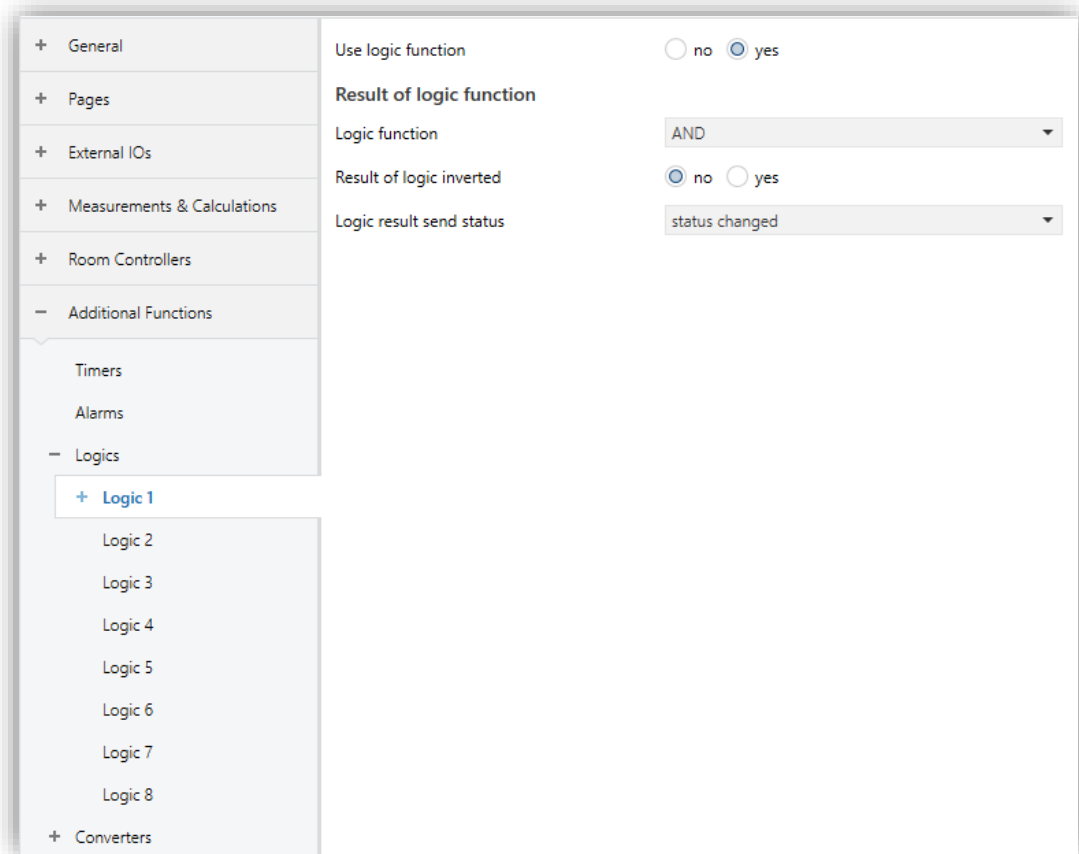 + General
+ Pages
+ External IOs
+ Measurements & Calculations
+ Room Controllers
− Additional Functions
Timers
Alarms
− Logics
+ Logic 1
Logic 2
Logic 3
Logic 4
Logic 5
Logic 6
Logic 7
Logic 8
+ Converters
Use logic function no yes
Result of logic function
Logic function AND
Result of logic inverted no yes
Logic result send status status changed